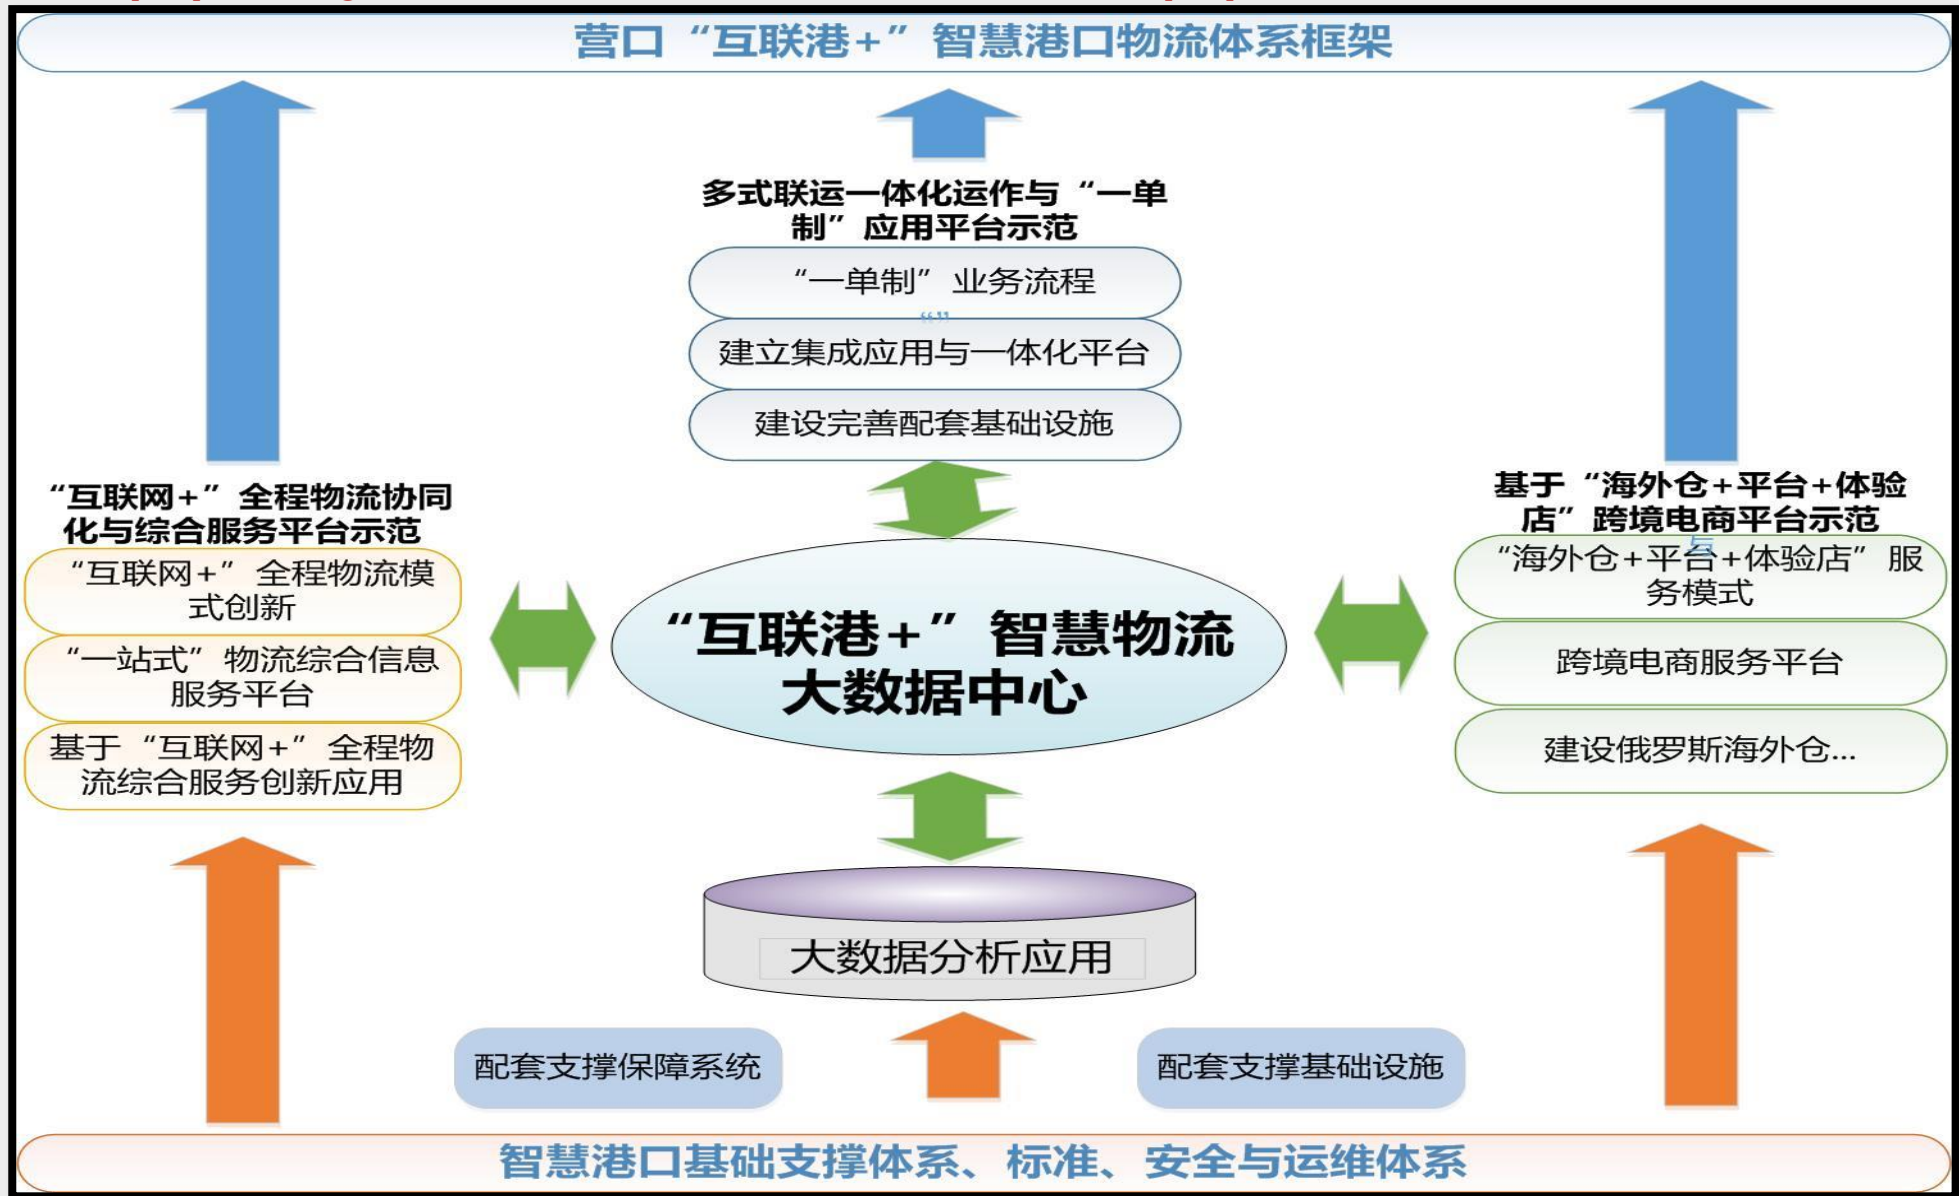 营口“互联港+”智慧港口物流体系框架
多式联运一体化运作与“一单
制”应用平台示范
“一单制”业务流程
“”
建立集成应用与一体化平台
建设完善配套基础设施
“互联网+”全程物流协同
化与综合服务平台示范
“互联网+”全程物流模
式创新
“一站式”物流综合信息
服务平台
基于“互联网+”全程物
流综合服务创新应用
“互联港+”智慧物流
大数据中心
基于“海外仓+平台+体验
店”跨境电商平台示范
与
“海外仓+平台+体验店”服
务模式
跨境电商服务平台
建设俄罗斯海外仓...
大数据分析应用
配套支撑保障系统
配套支撑基础设施
智慧港口基础支撑体系、标准、安全与运维体系